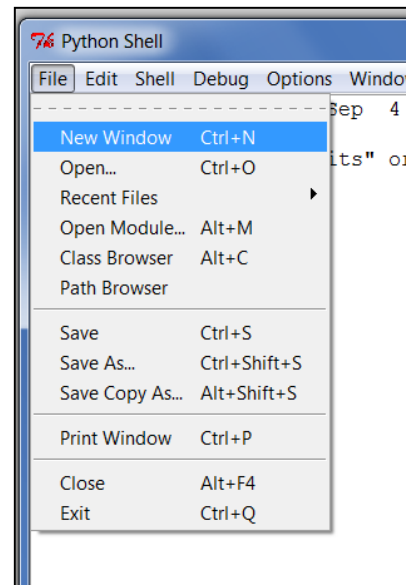 Python Shell
File Edit Shell Debug Options
Sep 4
New Window Ctrl+N
Open... Ctrl+O
Recent Files
Open Module... Alt+M
Class Browser Alt+C
Path Browser
Save Ctrl+S
Save As... Ctrl+Shift+S
Save Copy As... Alt+Shift+S
Print Window Ctrl+P
Close Alt+F4
Exit Ctrl+Q